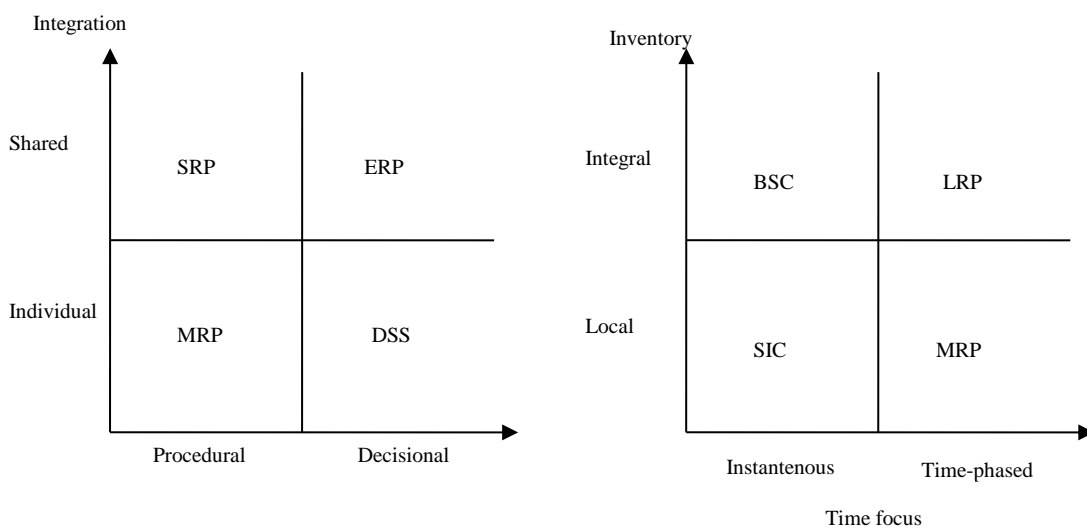 Integration
Shared
SRP
ERP
Individual
MRP
DSS
Procedural
Decisional
Inventory
Integral
BSC
LRP
Local
SIC
MRP
Instantenous
Time-phased
Time focus